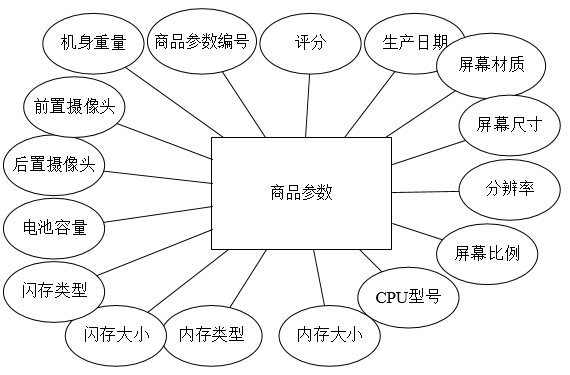 机身重量
商品参数编号
评分
生产日期
屏幕材质
前置摄像头
屏幕尺寸
后置摄像头
商品参数
分辨率
电池容量
屏幕比例
闪存类型
CPU型号
闪存大小
内存类型
内存大小